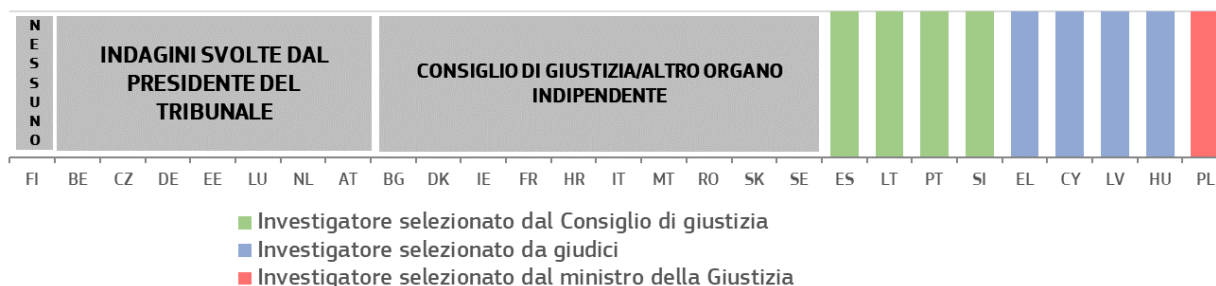 NESSUNO
INDAGINI SVOLTE DAL
PRESIDENTE DEL
TRIBUNALE
CONSIGLIO DI GIUSTIZIA/ALTRO ORGANO
INDIPENDENTE
FI BE CZ DE EE LU NL AT BG DK IE FR HR IT MT RO SK SE ES LT PT SI EL CY LV HU PL
Investigatore selezionato dal Consiglio di giustizia
Investigatore selezionato da giudici
Investigatore selezionato dal ministro della Giustizia